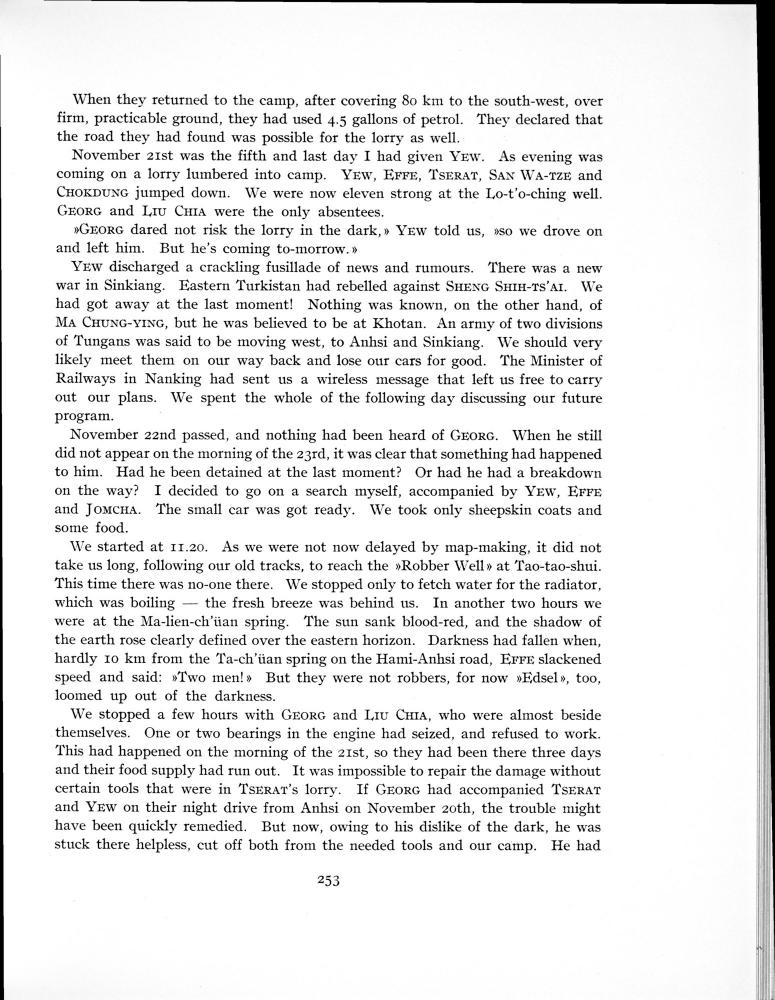 When they returned to the camp, after covering 80 km to the south-west, over
firm, practicable ground, they had used 4.5 gallons of petrol. They declared that
the road they had found was possible for the lorry as well.
November 21st was the fifth and last day I had given YEW. As evening was
coming on a lorry lumbered into camp. YEW, EFFE, TSERAT, SAN WA-TZE and
CHOKDUNG jumped down. We were now eleven strong at the Lo-t'o-ching well.
GEORG and LIU CHIA were the only absentees.
»GEORG dared not risk the lorry in the dark,» YEW told us, »so we drove on
and left him. But he's coming to-morrow.»
YEW discharged a crackling fusillade of news and rumours. There was a new
war in Sinkiang. Eastern Turkistan had rebelled against SHENG SHIH-TS'AI. We
had got away at the last moment! Nothing was known, on the other hand, of
MA CHUNG-YING, but he was believed to be at Khotan. An army of two divisions
of Tungans was said to be moving west, to Anhsi and Sinkiang. We should very
likely meet them on our way back and lose our cars for good. The Minister of
Railways in Nanking had sent us a wireless message that left us free to carry
out our plans. We spent the whole of the following day discussing our future
program.
November 22nd passed, and nothing had been heard of GEORG. When he still
did not appear on the morning of the 23rd, it was clear that something had happened
to him. Had he been detained at the last moment? Or had he had a breakdown
on the way? I decided to go on a search myself, accompanied by YEW, EFFE
and JOMCHA. The small car was got ready. We took only sheepskin coats and
some food.
We started at 11.20. As we were not now delayed by map-making, it did not
take us long, following our old tracks, to reach the »Robber Well» at Tao-tao-shui.
This time there was no-one there. We stopped only to fetch water for the radiator,
which was boiling — the fresh breeze was behind us. In another two hours we
were at the Ma-lien-ch'üan spring. The sun sank blood-red, and the shadow of
the earth rose clearly defined over the eastern horizon. Darkness had fallen when,
hardly 10 km from the Ta-ch'üan spring on the Hami-Anhsi road, EFFE slackened
speed and said: »Two men!» But they were not robbers, for now »Edsel», too,
loomed up out of the darkness.
We stopped a few hours with GEORG and LIU CHIA, who were almost beside
themselves. One or two bearings in the engine had seized, and refused to work.
This had happened on the morning of the 21st, so they had been there three days
and their food supply had run out. It was impossible to repair the damage without
certain tools that were in TSERAT's lorry. If GEORG had accompanied TSERAT
and YEW on their night drive from Anhsi on November 20th, the trouble might
have been quickly remedied. But now, owing to his dislike of the dark, he was
stuck there helpless, cut off both from the needed tools and our camp. He had
253